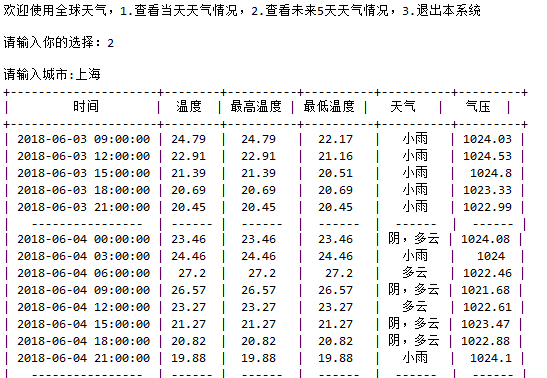 欢迎使用全球天气，1.查看当天天气情况，2.查看未来5天天气情况，3.退出本系统
请输入你的选择：2
请输入城市:上海
+---------------------+--------+----------+----------+----------+---------+
|         时间        |  温度  | 最高温度 | 最低温度 |   天气   |   气压  |
+---------------------+--------+----------+----------+----------+---------+
| 2018-06-03 09:00:00 | 24.79  |  24.79   |  22.17   |   小雨   | 1024.03 |
| 2018-06-03 12:00:00 | 22.91  |  22.91   |  21.16   |   小雨   | 1024.53 |
| 2018-06-03 15:00:00 | 21.39  |  21.39   |  20.51   |   小雨   |  1024.8 |
| 2018-06-03 18:00:00 | 20.69  |  20.69   |  20.69   |   小雨   | 1023.33 |
| 2018-06-03 21:00:00 | 20.45  |  20.45   |  20.45   |   小雨   | 1022.99 |
|   ----------------  | ------ |  ------  |  ------  |  ------  |  ------ |
| 2018-06-04 00:00:00 | 23.46  |  23.46   |  23.46   | 阴，多云 | 1024.08 |
| 2018-06-04 03:00:00 | 24.46  |  24.46   |  24.46   |   小雨   |   1024  |
| 2018-06-04 06:00:00 |  27.2  |   27.2   |   27.2   |   多云   | 1022.46 |
| 2018-06-04 09:00:00 | 26.57  |  26.57   |  26.57   | 阴，多云 | 1021.68 |
| 2018-06-04 12:00:00 | 23.27  |  23.27   |  23.27   |   多云   | 1022.61 |
| 2018-06-04 15:00:00 | 21.27  |  21.27   |  21.27   | 阴，多云 | 1023.47 |
| 2018-06-04 18:00:00 | 20.82  |  20.82   |  20.82   | 阴，多云 | 1022.88 |
| 2018-06-04 21:00:00 | 19.88  |  19.88   |  19.88   |   小雨   |  1024.1 |
|   ----------------  | ------ |  ------  |  ------  |  ------  |  ------ |